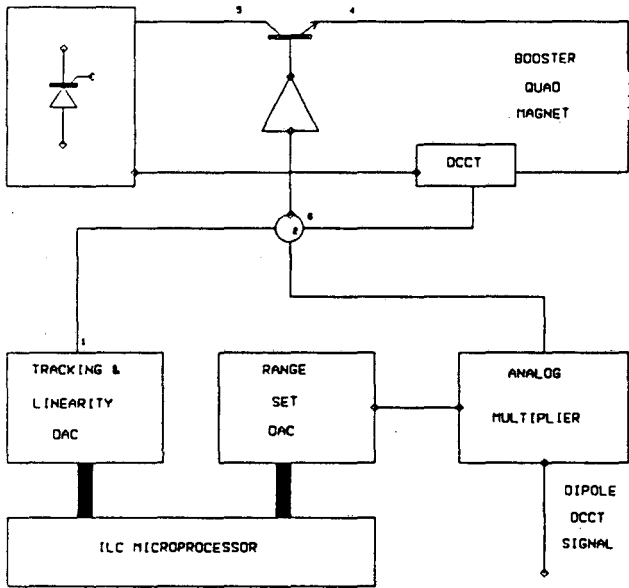 3
4
BOOSTER
QUAD
MAGNET
DCCT
6
2
1
TRACKING &
LINEARITY
DAC
RANGE
SET
DAC
ANALOG
MULTIPLIER
DIPOLE
DCCT
SIGNAL
ILC MICROPROCESSOR